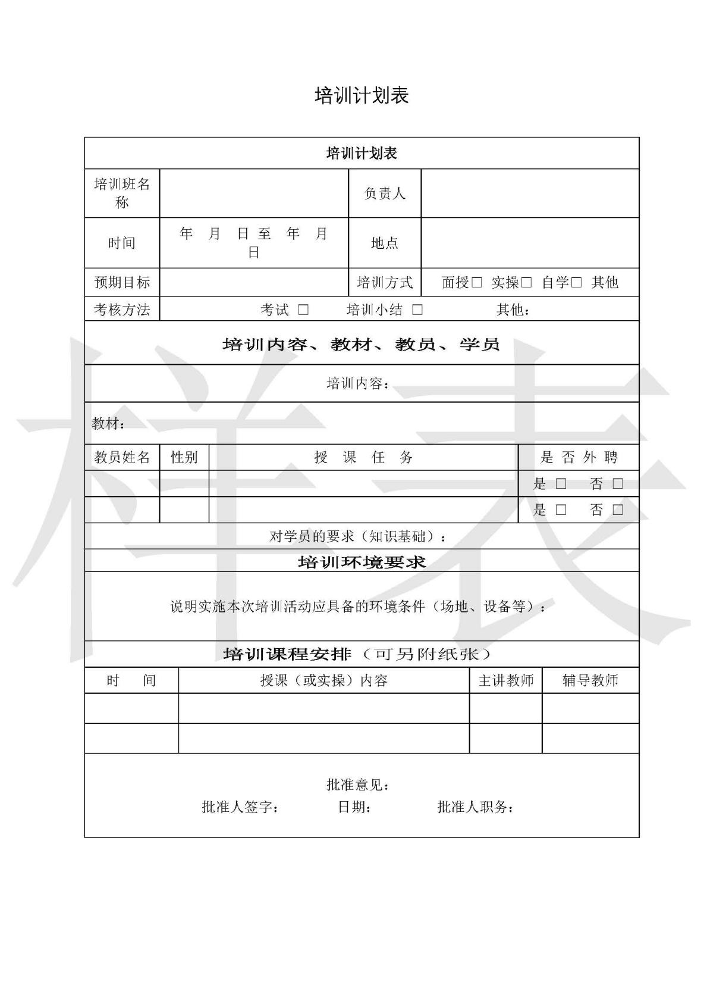 培训计划表
培训计划表
培训班名
称
负责人
时间
年 月 日 至 年 月
日
地点
预期目标
培训方式
面授□ 实操□ 自学□ 其他
考核方法
考试 □ 培训小结 □ 其他：
培训内容、教材、教员、学员
培训内容：
教材：
教员姓名 性别 授 课 任 务 是 否 外 聘
是 □ 否 □
是 □ 否 □
对学员的要求（知识基础）：
培训环境要求
说明实施本次培训活动应具备的环境条件（场地、设备等）：
培训课程安排（可另附纸张）
时 间 授课（或实操）内容 主讲教师 辅导教师
批准意见：
批准人签字： 日期： 批准人职务：
样表